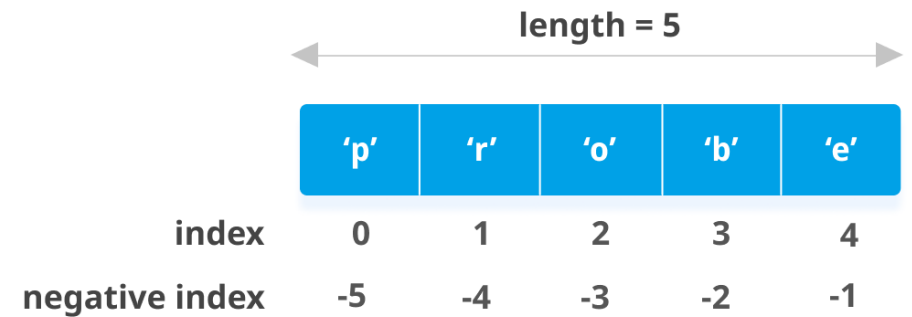 length = 5
‘p’ ‘r’ ‘o’ ‘b’ ‘e’
index 0 1 2 3 4
negative index -5 -4 -3 -2 -1